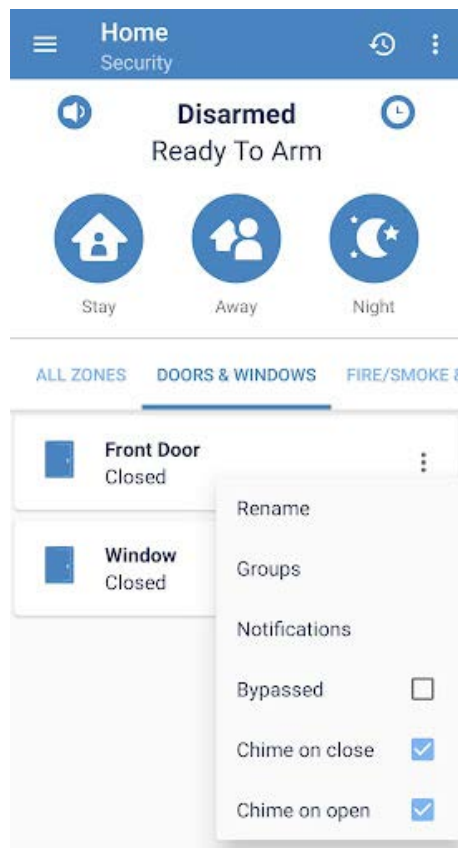 Home
Security
Disarmed
Ready To Arm
Stay Away Night
ALL ZONES DOORS & WINDOWS FIRE/SMOKE &
Front Door
Closed
Window
Closed
Rename
Groups
Notifications
Bypassed
Chime on close
Chime on open